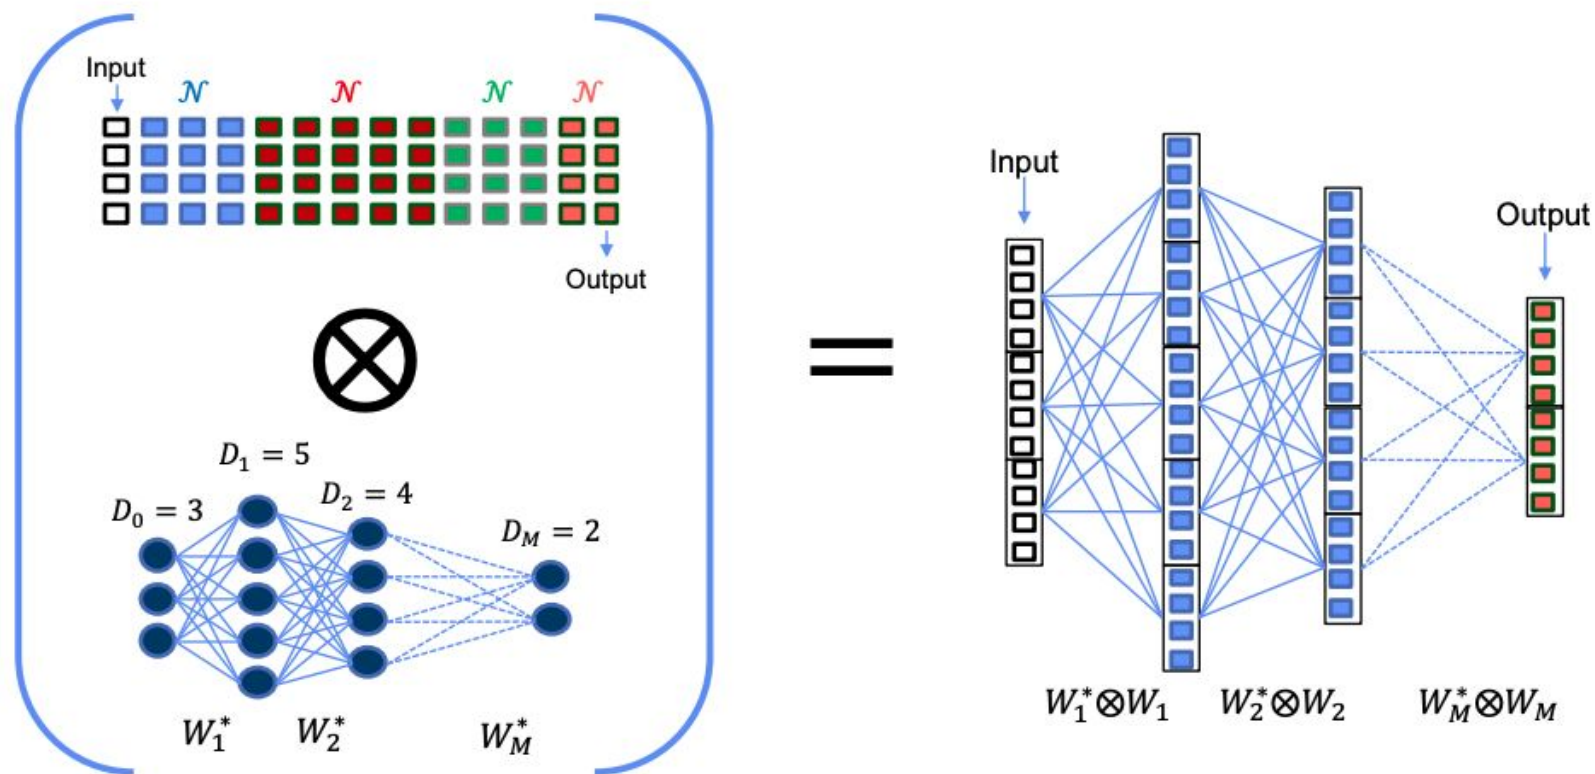 Input
𝒩 𝒩 𝒩 𝒩
Output
⊗
D₀ = 3
D₁ = 5
D₂ = 4
D_M = 2
W₁* W₂* W_M*
=
Input
Output
W₁*⊗W₁ W₂*⊗W₂ W_M*⊗W_M